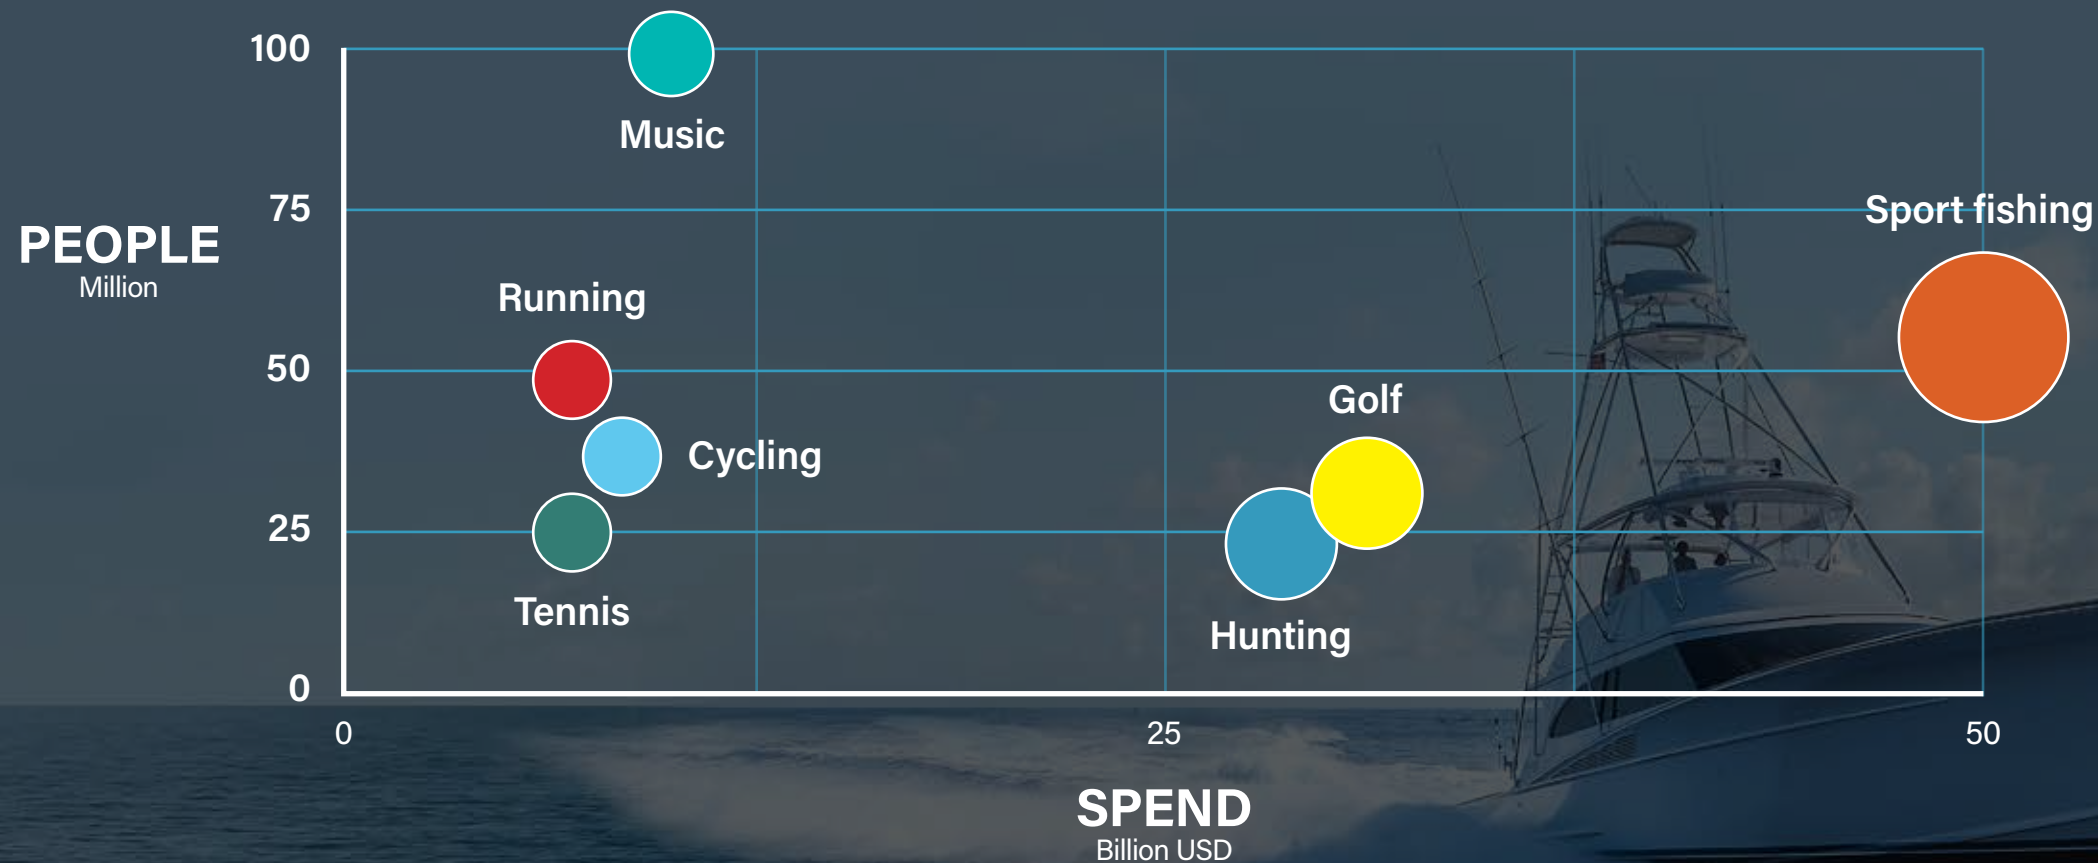 100
Music
75
Sport fishing
PEOPLE
Million
Running
50
Golf
Cycling
25
Tennis
Hunting
0
0 25 50
SPEND
Billion USD